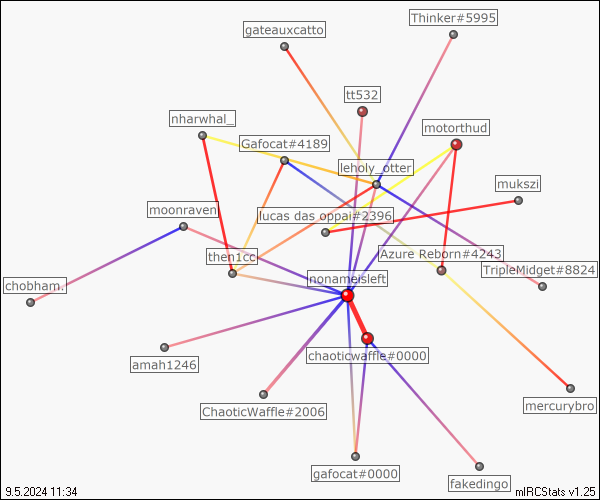 Thinker#5995
gateauxcatto
tt532
nharwhal_
motorthud
Gafocat#4189
leholy_otter
mukszi
moonraven
lucas das oppai#2396
then1cc
Azure Reborn#4243
nonameisleft
TripleMidget#8824
chobham.
chaoticwaffle#0000
amah1246
ChaoticWaffle#2006
mercurybro
gafocat#0000
fakedingo
9.5.2024 11:34
mIRCStats v1.25